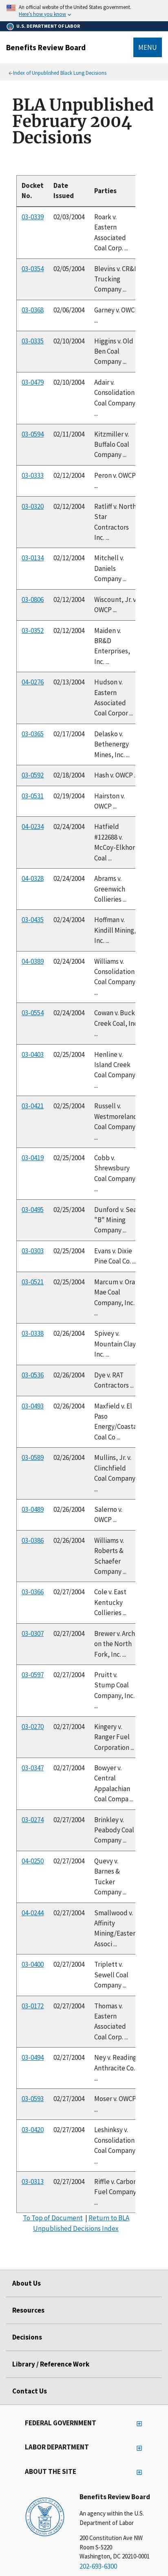 An official website of the United States government.
Here's how you know
U.S. DEPARTMENT OF LABOR
Benefits Review Board
MENU
Index of Unpublished Black Lung Decisions
BLA Unpublished
February 2004
Decisions
Docket No. Date Issued Parties
03-0339 02/03/2004 Roark v.
Eastern
Associated
Coal Corp. ...
03-0354 02/05/2004 Blevins v. CR&
Trucking
Company ...
03-0368 02/06/2004 Garney v. OWC
...
03-0335 02/10/2004 Higgins v. Old
Ben Coal
Company ...
03-0479 02/10/2004 Adair v.
Consolidation
Coal Company
...
03-0594 02/11/2004 Kitzmiller v.
Buffalo Coal
Company ...
03-0333 02/12/2004 Peron v. OWCP
...
03-0320 02/12/2004 Ratliff v. North
Star
Contractors
Inc. ...
03-0134 02/12/2004 Mitchell v.
Daniels
Company ...
03-0806 02/12/2004 Wiscount, Jr. v
OWCP ...
03-0352 02/12/2004 Maiden v.
BR&D
Enterprises,
Inc. ...
04-0276 02/13/2004 Hudson v.
Eastern
Associated
Coal Corpor ...
03-0365 02/17/2004 Delasko v.
Bethenergy
Mines, Inc. ...
03-0592 02/18/2004 Hash v. OWCP .
03-0531 02/19/2004 Hairston v.
OWCP ...
04-0234 02/24/2004 Hatfield
#122688 v.
McCoy-Elkhor
Coal ...
04-0328 02/24/2004 Abrams v.
Greenwich
Collieries ...
03-0435 02/24/2004 Hoffman v.
Kindill Mining,
Inc. ...
04-0389 02/24/2004 Williams v.
Consolidation
Coal Company
...
03-0554 02/24/2004 Cowan v. Buck
Creek Coal, Inc
03-0403 02/25/2004 Henline v.
Island Creek
Coal Company
...
03-0421 02/25/2004 Russell v.
Westmoreland
Coal Company
...
03-0419 02/25/2004 Cobb v.
Shrewsbury
Coal Company
...
03-0495 02/25/2004 Dunford v. Sea
"B" Mining
Company ...
03-0303 02/25/2004 Evans v. Dixie
Pine Coal Co. ...
03-0521 02/25/2004 Marcum v. Ora
Mae Coal
Company, Inc.
...
03-0338 02/26/2004 Spivey v.
Mountain Clay
Inc. ...
03-0536 02/26/2004 Dye v. RAT
Contractors ...
03-0493 02/26/2004 Maxfield v. El
Paso
Energy/Coasta
Coal Co ...
03-0589 02/26/2004 Mullins, Jr. v.
Clinchfield
Coal Company
...
03-0489 02/26/2004 Salerno v.
OWCP ...
03-0386 02/26/2004 Williams v.
Roberts &
Schaefer
Company ...
03-0366 02/27/2004 Cole v. East
Kentucky
Collieries ...
03-0307 02/27/2004 Brewer v. Arch
on the North
Fork, Inc. ...
03-0597 02/27/2004 Pruitt v.
Stump Coal
Company, Inc.
...
03-0270 02/27/2004 Kingery v.
Ranger Fuel
Corporation ...
03-0347 02/27/2004 Bowyer v.
Central
Appalachian
Coal Compa ...
03-0274 02/27/2004 Brinkley v.
Peabody Coal
Company ...
04-0250 02/27/2004 Quevy v.
Barnes &
Tucker
Company ...
D4-0244 02/27/2004 Smallwood v.
Affinity
Mining/Easter
Associ ...
03-0400 02/27/2004 Triplett v.
Sewell Coal
Company ...
03-0172 02/27/2004 Thomas v.
Eastern
Associated
Coal Corp. ...
03-0494 02/27/2004 Ney v. Reading
Anthracite Co.
...
03-0593 02/27/2004 Moser v. OWCP
...
03-0420 02/27/2004 Leshinksy v.
Consolidation
Coal Company
...
03-0313 02/27/2004 Riffle v. Carbon
Fuel Company
...
To Top of Document | Return to BLA
Unpublished Decisions Index
About Us
Resources
Decisions
Library / Reference Work
Contact Us
FEDERAL GOVERNMENT
LABOR DEPARTMENT
ABOUT THE SITE
Benefits Review Board
An agency within the U.S.
Department of Labor
200 Constitution Ave NW
Room S-5220
Washington, DC 20210-0001
202-693-6300